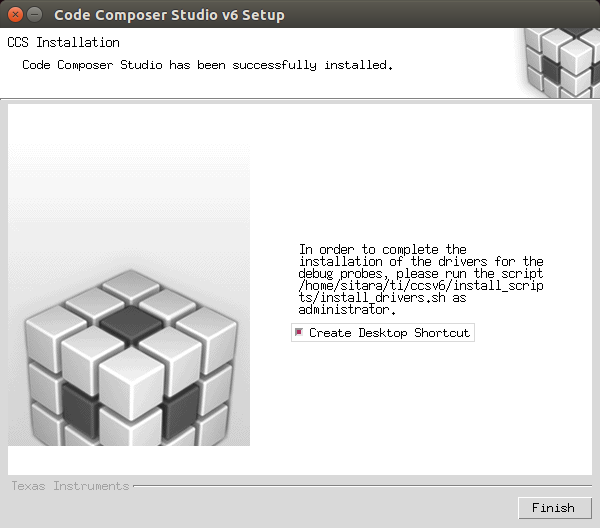 Code Composer Studio v6 Setup
CCS Installation
Code Composer Studio has been successfully installed.
In order to complete the
installation of the drivers for the
debug probes, please run the script
/home/sitara/ti/ccsv6/install_scrip
ts/install_drivers.sh as
administrator.
Create Desktop Shortcut
Texas Instruments
Finish